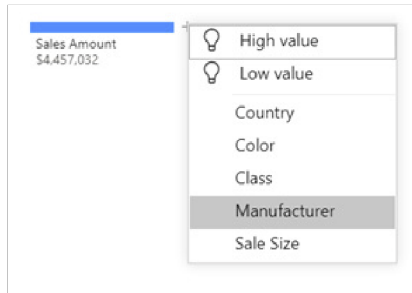 Sales Amount
$4,457,032
High value
Low value
Country
Color
Class
Manufacturer
Sale Size